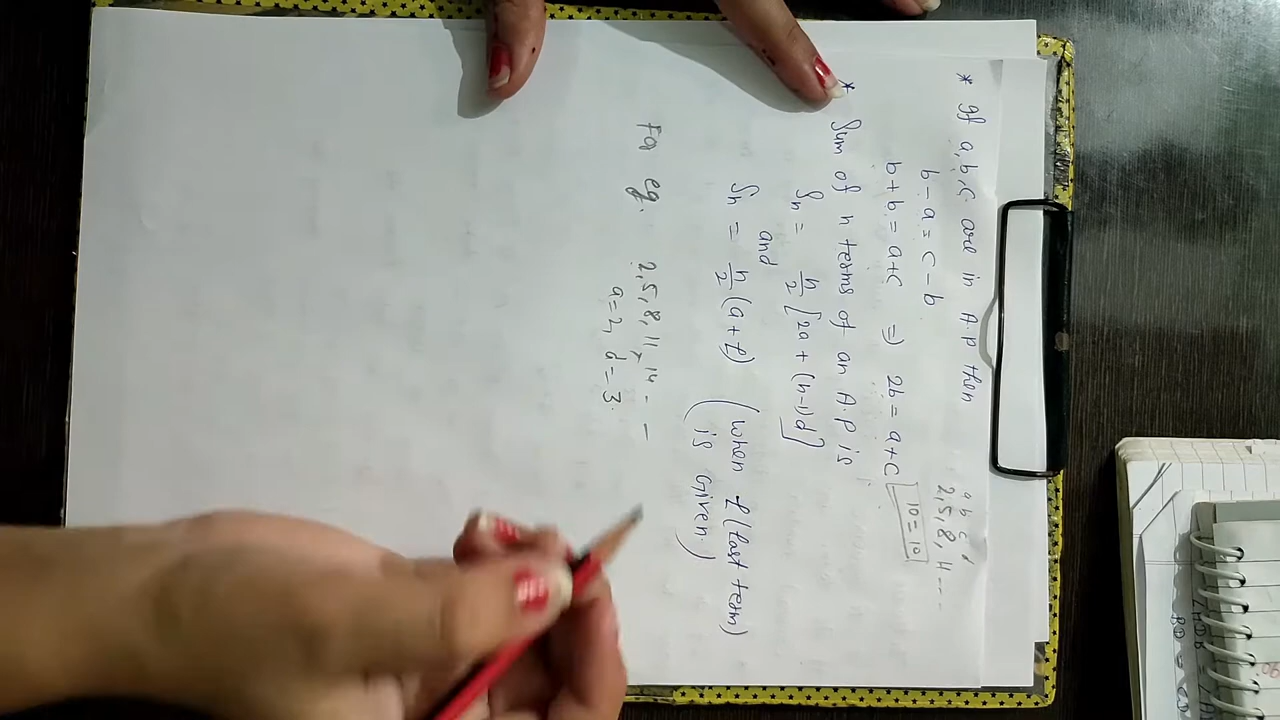 * If a, b, c are in A.P then
b - a = c - b
b + b = a + c => 2b = a + c
a b c d
2, 5, 8, 11 ---
10 = 10
* Sum of n terms of an A.P is
Sn = n/2 [2a + (n-1)d]
and
Sn = n/2 (a + l) (when l (last term) is given.)
For eg. 2, 5, 8, 11, 14 - -
a = 2, d = 3.